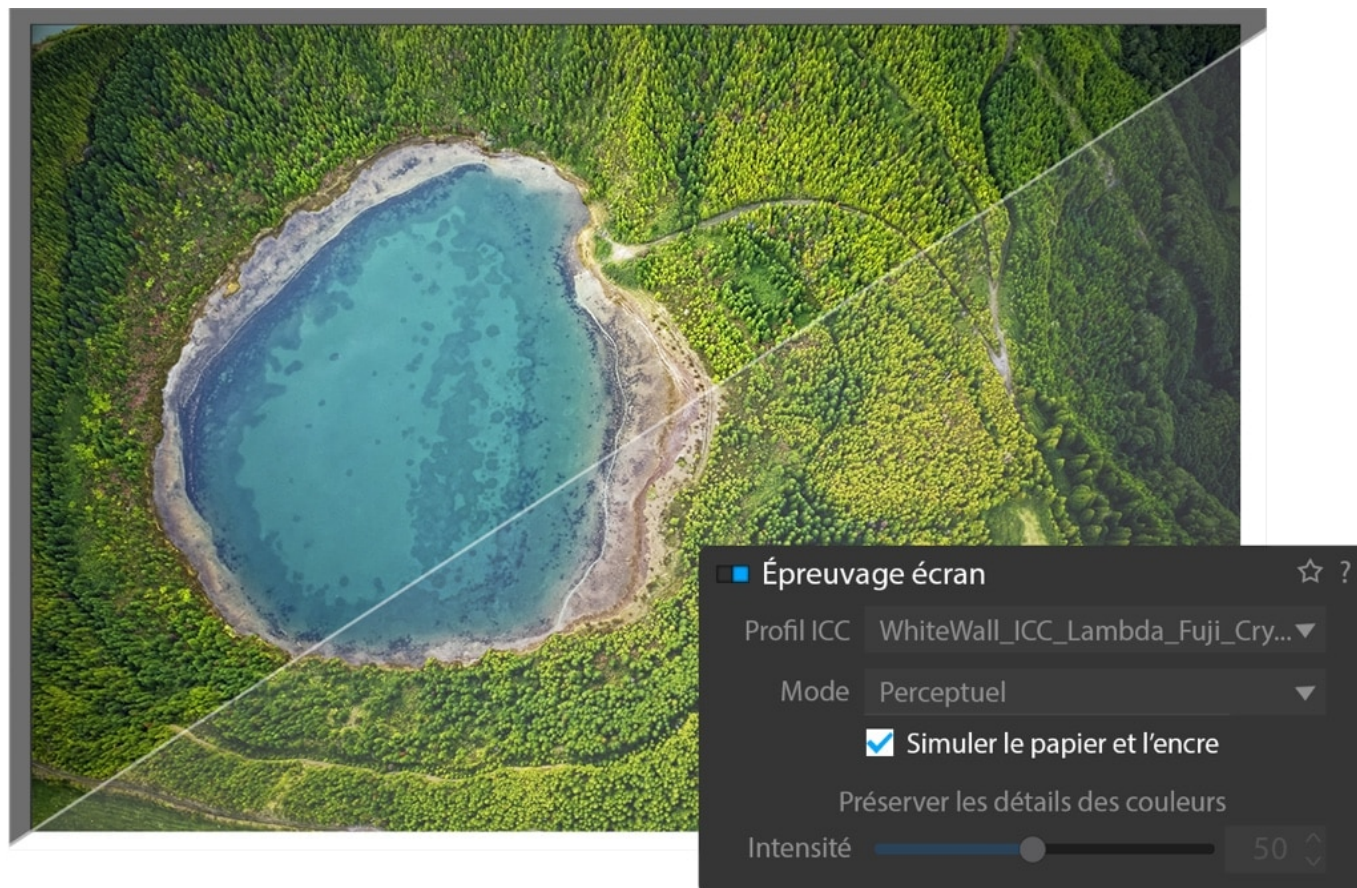 Épreuvage écran ?
Profil ICC WhiteWall_ICC_Lambda_Fuji_Cry...
Mode Perceptuel
Simuler le papier et l'encre
Préserver les détails des couleurs
Intensité 50